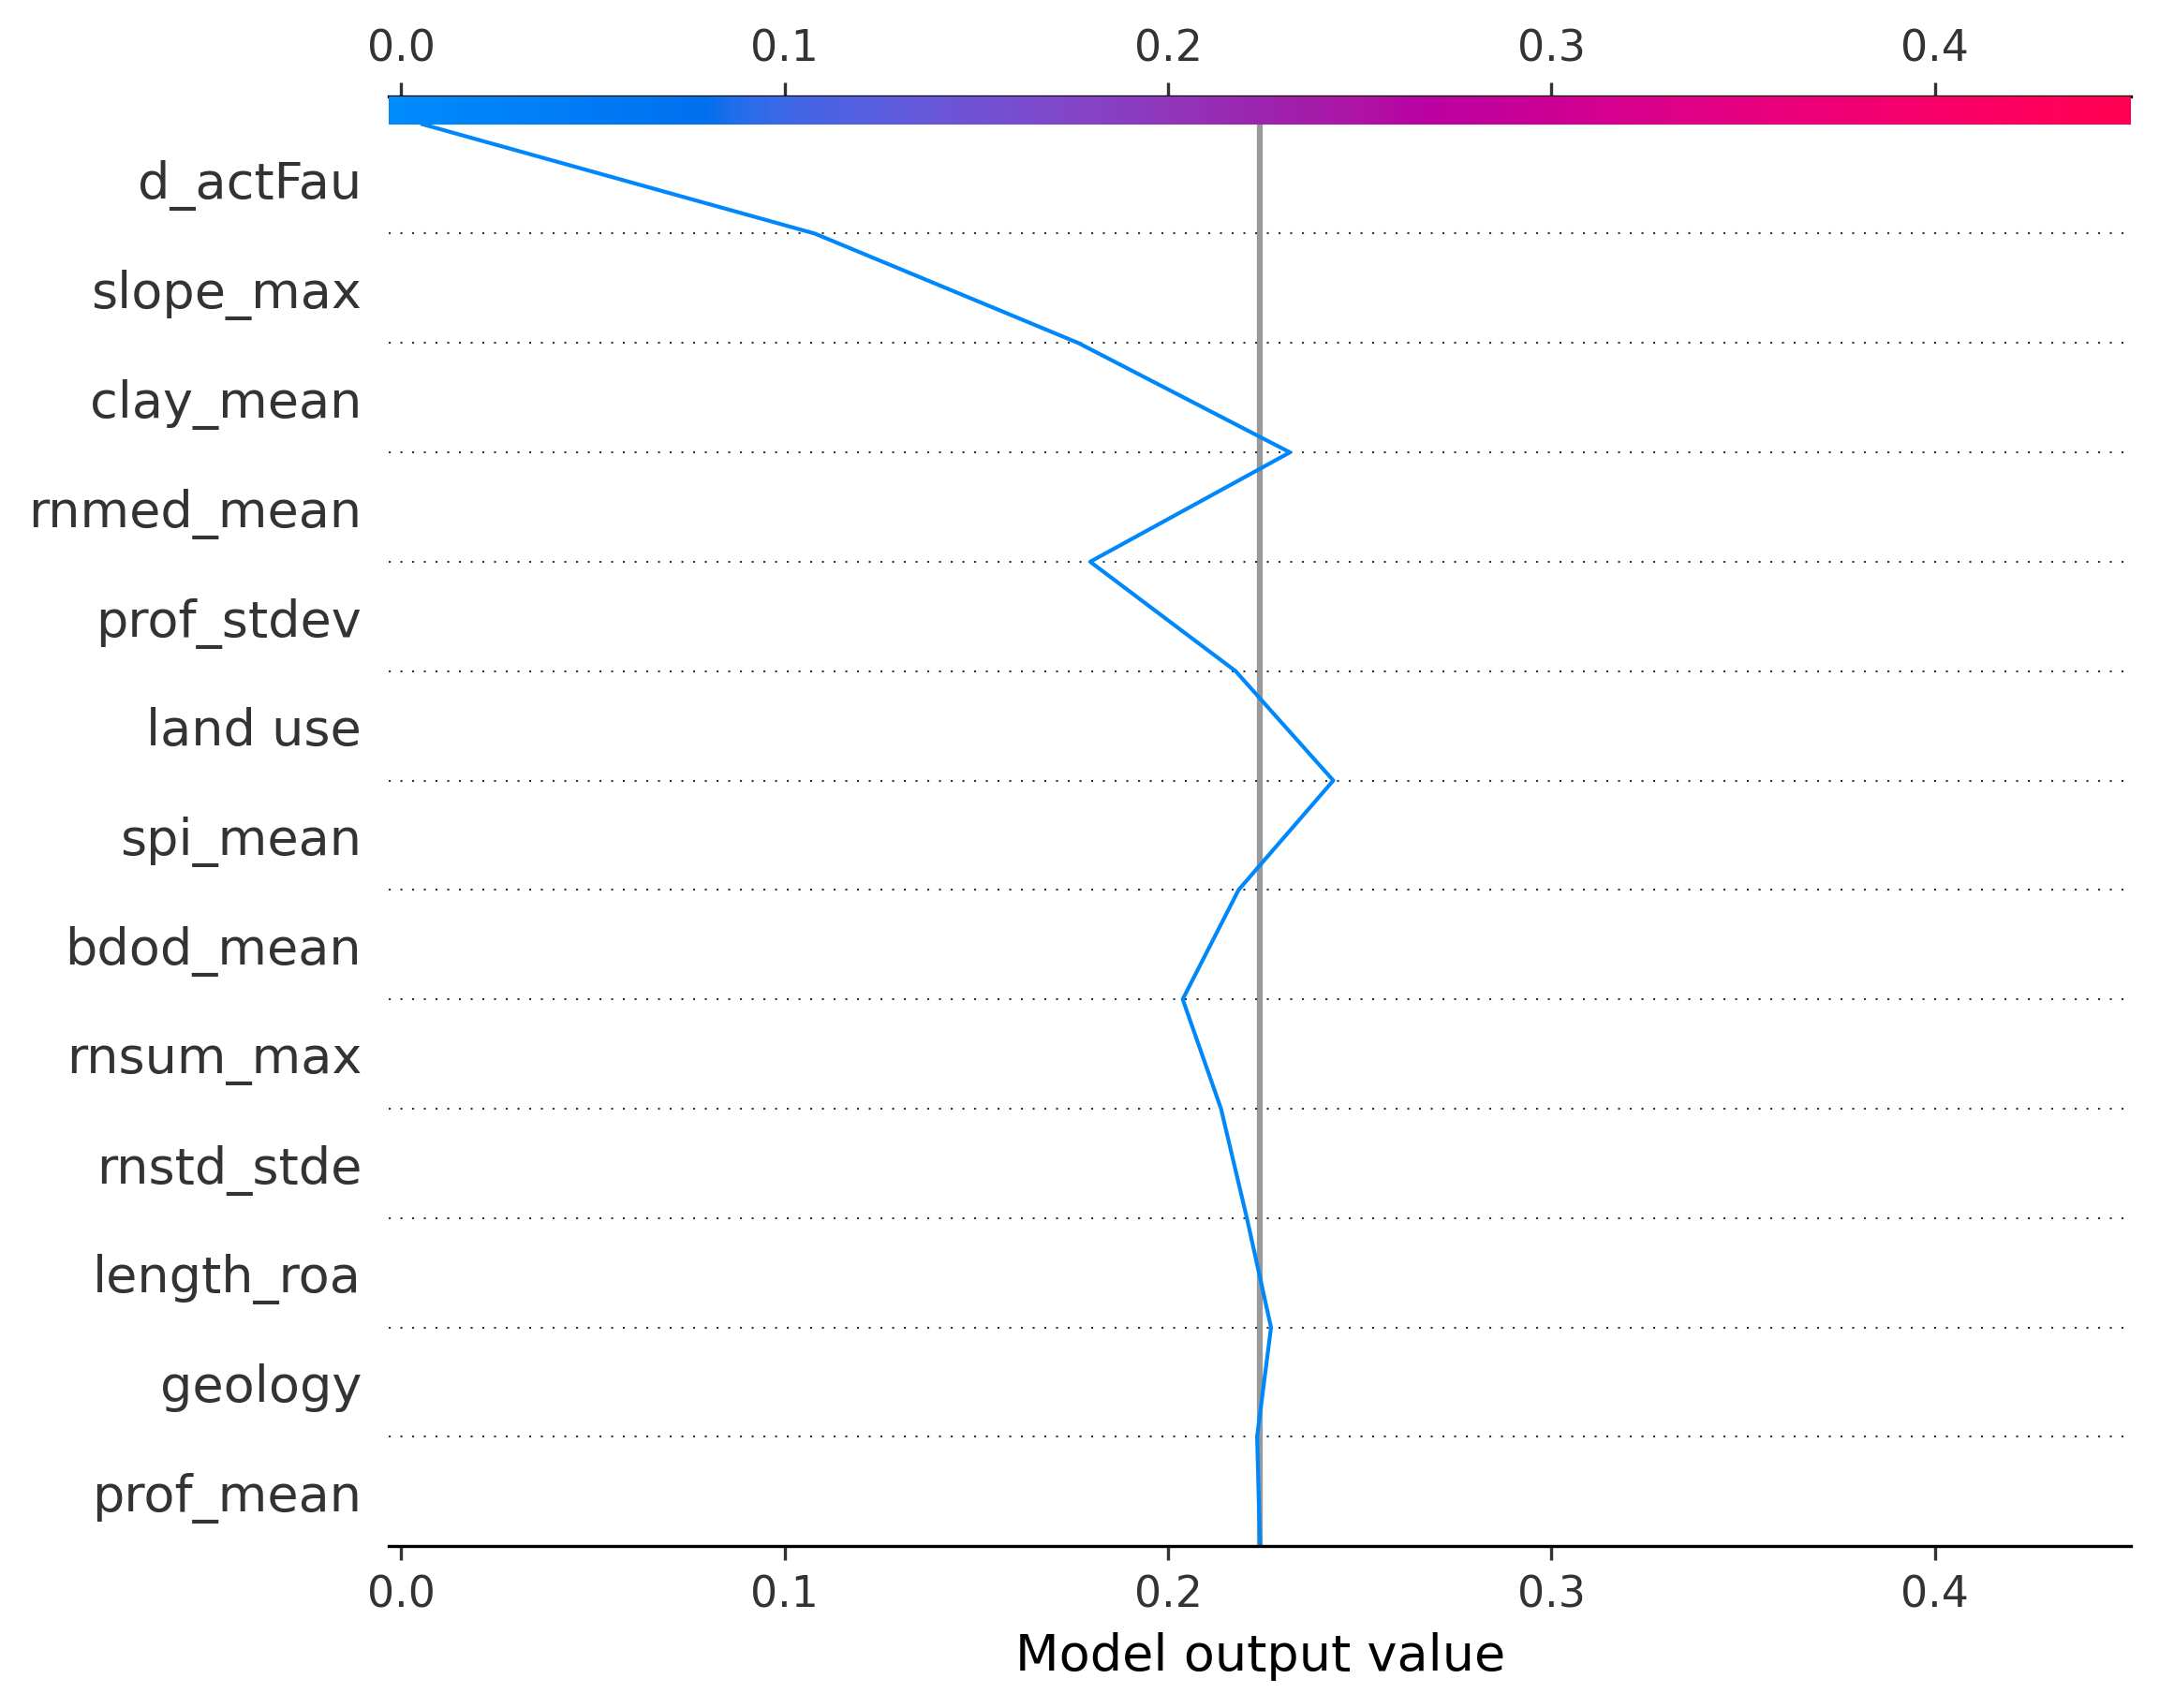 0.0 0.1 0.2 0.3 0.4
d_actFau
slope_max
clay_mean
rnmed_mean
prof_stdev
land use
spi_mean
bdod_mean
rnsum_max
rnstd_stde
length_roa
geology
prof_mean
0.0 0.1 0.2 0.3 0.4
Model output value